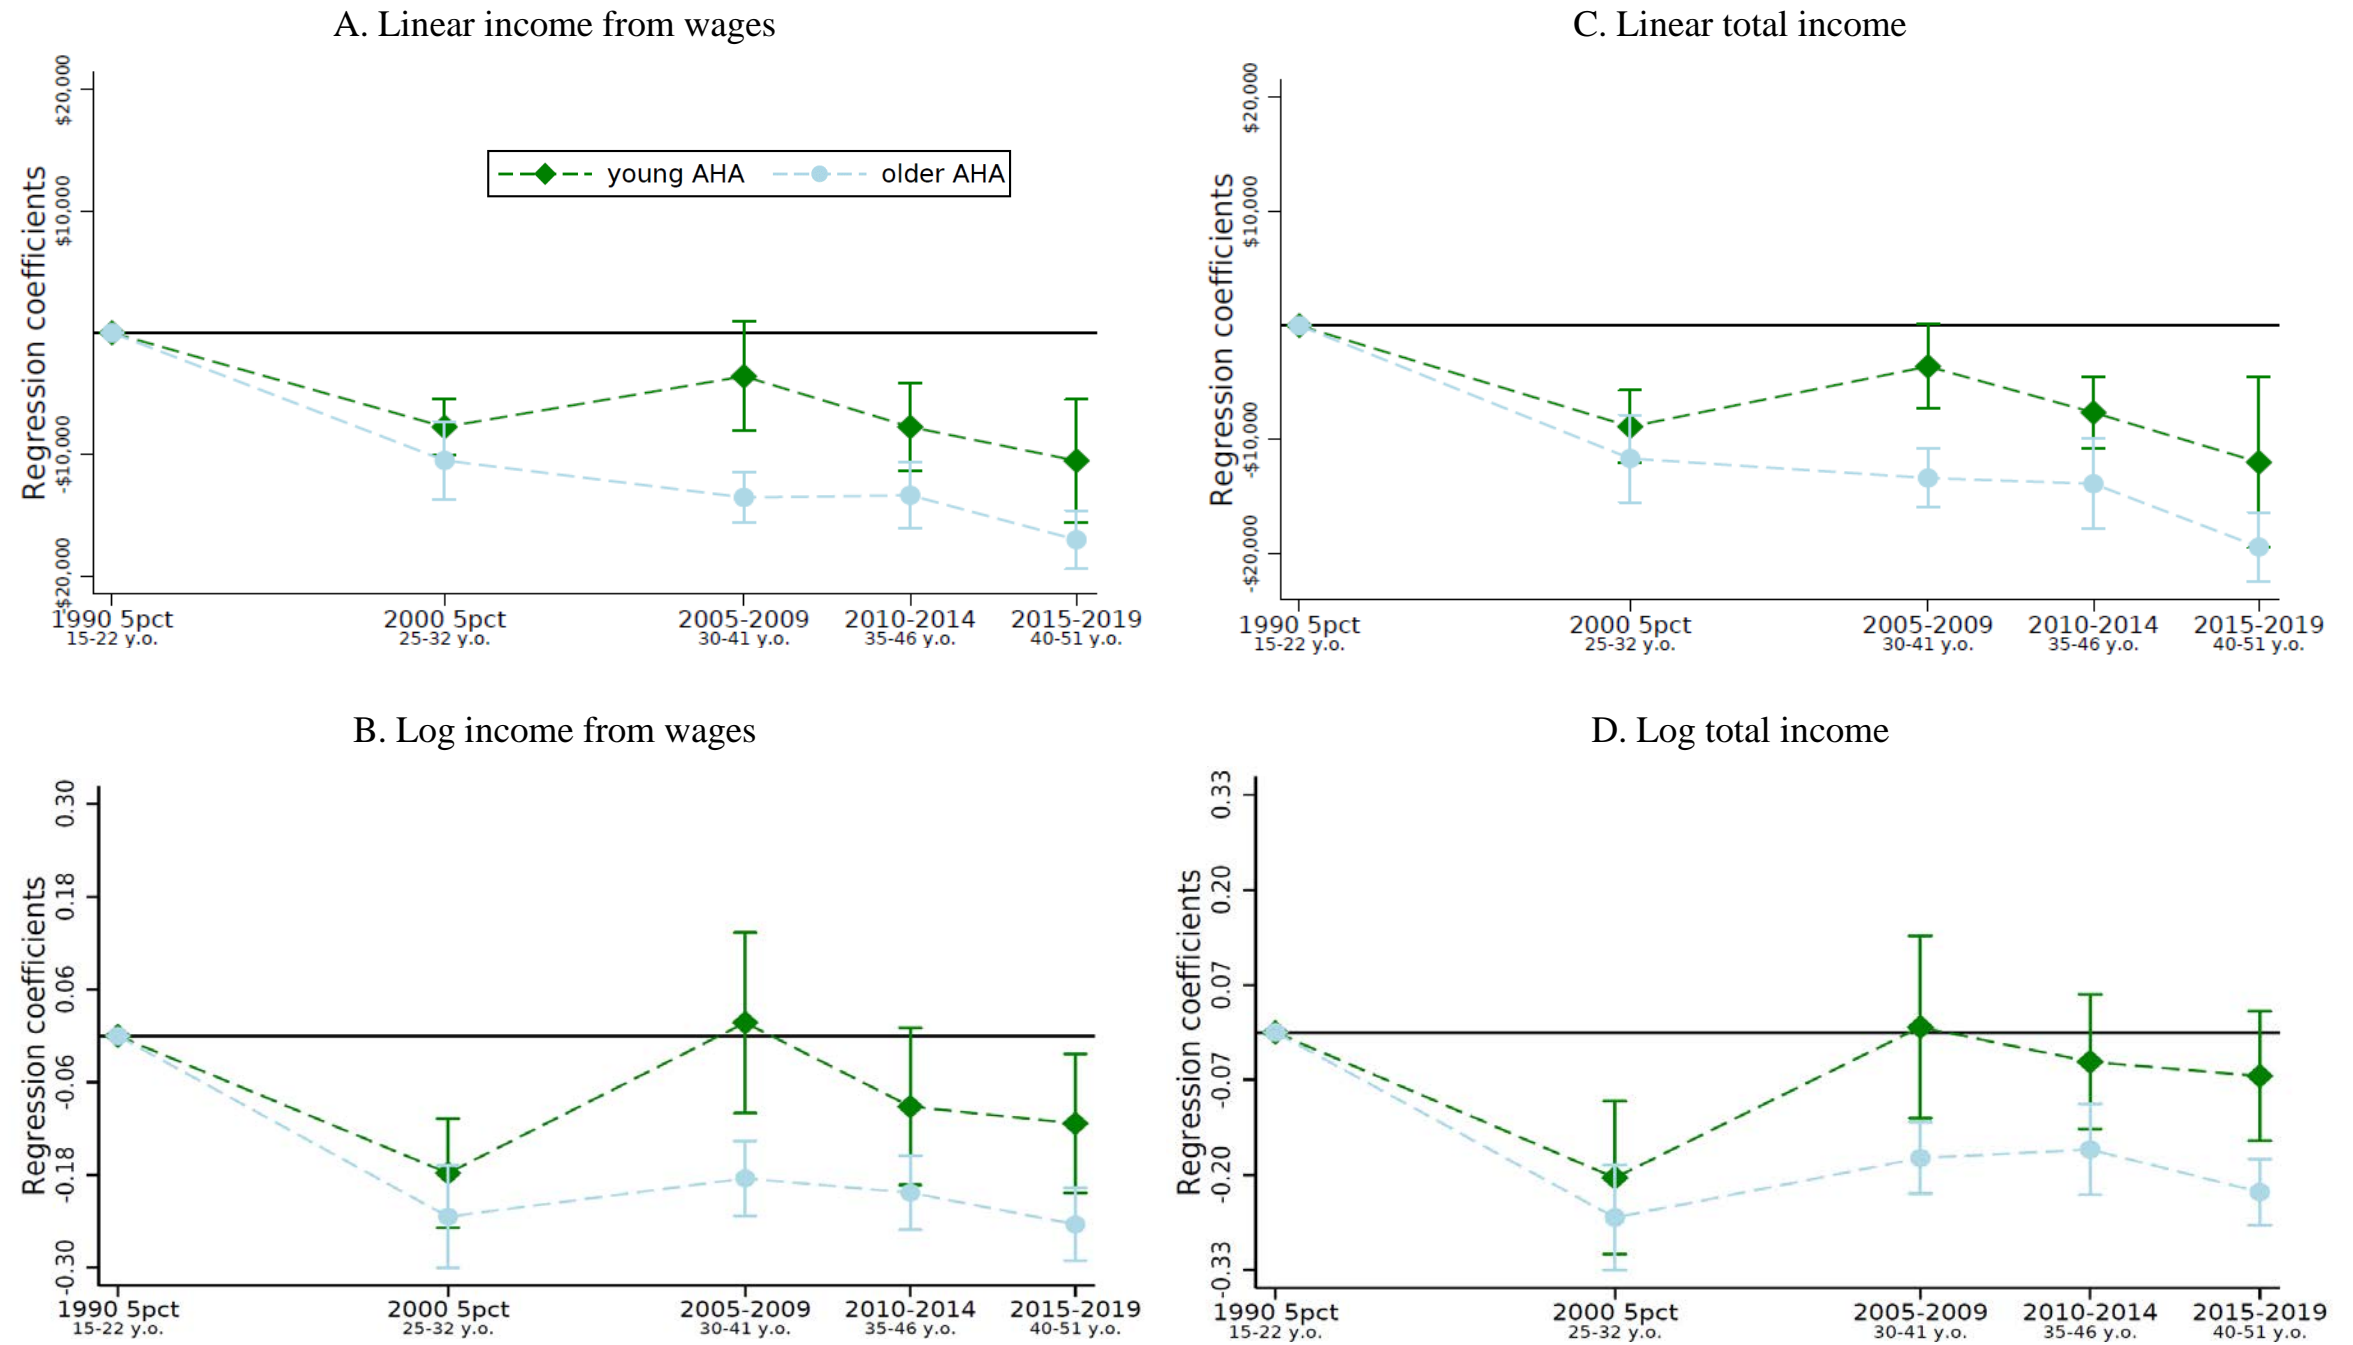 A. Linear income from wages
Regression coefficients
$20,000
$10,000
-$10,000
-$20,000
young AHA older AHA
1990 5pct 2000 5pct 2005-2009 2010-2014 2015-2019
15-22 y.o. 25-32 y.o. 30-41 y.o. 35-46 y.o. 40-51 y.o.
C. Linear total income
Regression coefficients
$20,000
$10,000
-$10,000
-$20,000
1990 5pct 2000 5pct 2005-2009 2010-2014 2015-2019
15-22 y.o. 25-32 y.o. 30-41 y.o. 35-46 y.o. 40-51 y.o.
B. Log income from wages
Regression coefficients
0.30
0.18
0.06
-0.06
-0.18
-0.30
1990 5pct 2000 5pct 2005-2009 2010-2014 2015-2019
15-22 y.o. 25-32 y.o. 30-41 y.o. 35-46 y.o. 40-51 y.o.
D. Log total income
Regression coefficients
0.33
0.20
0.07
-0.07
-0.20
-0.33
1990 5pct 2000 5pct 2005-2009 2010-2014 2015-2019
15-22 y.o. 25-32 y.o. 30-41 y.o. 35-46 y.o. 40-51 y.o.